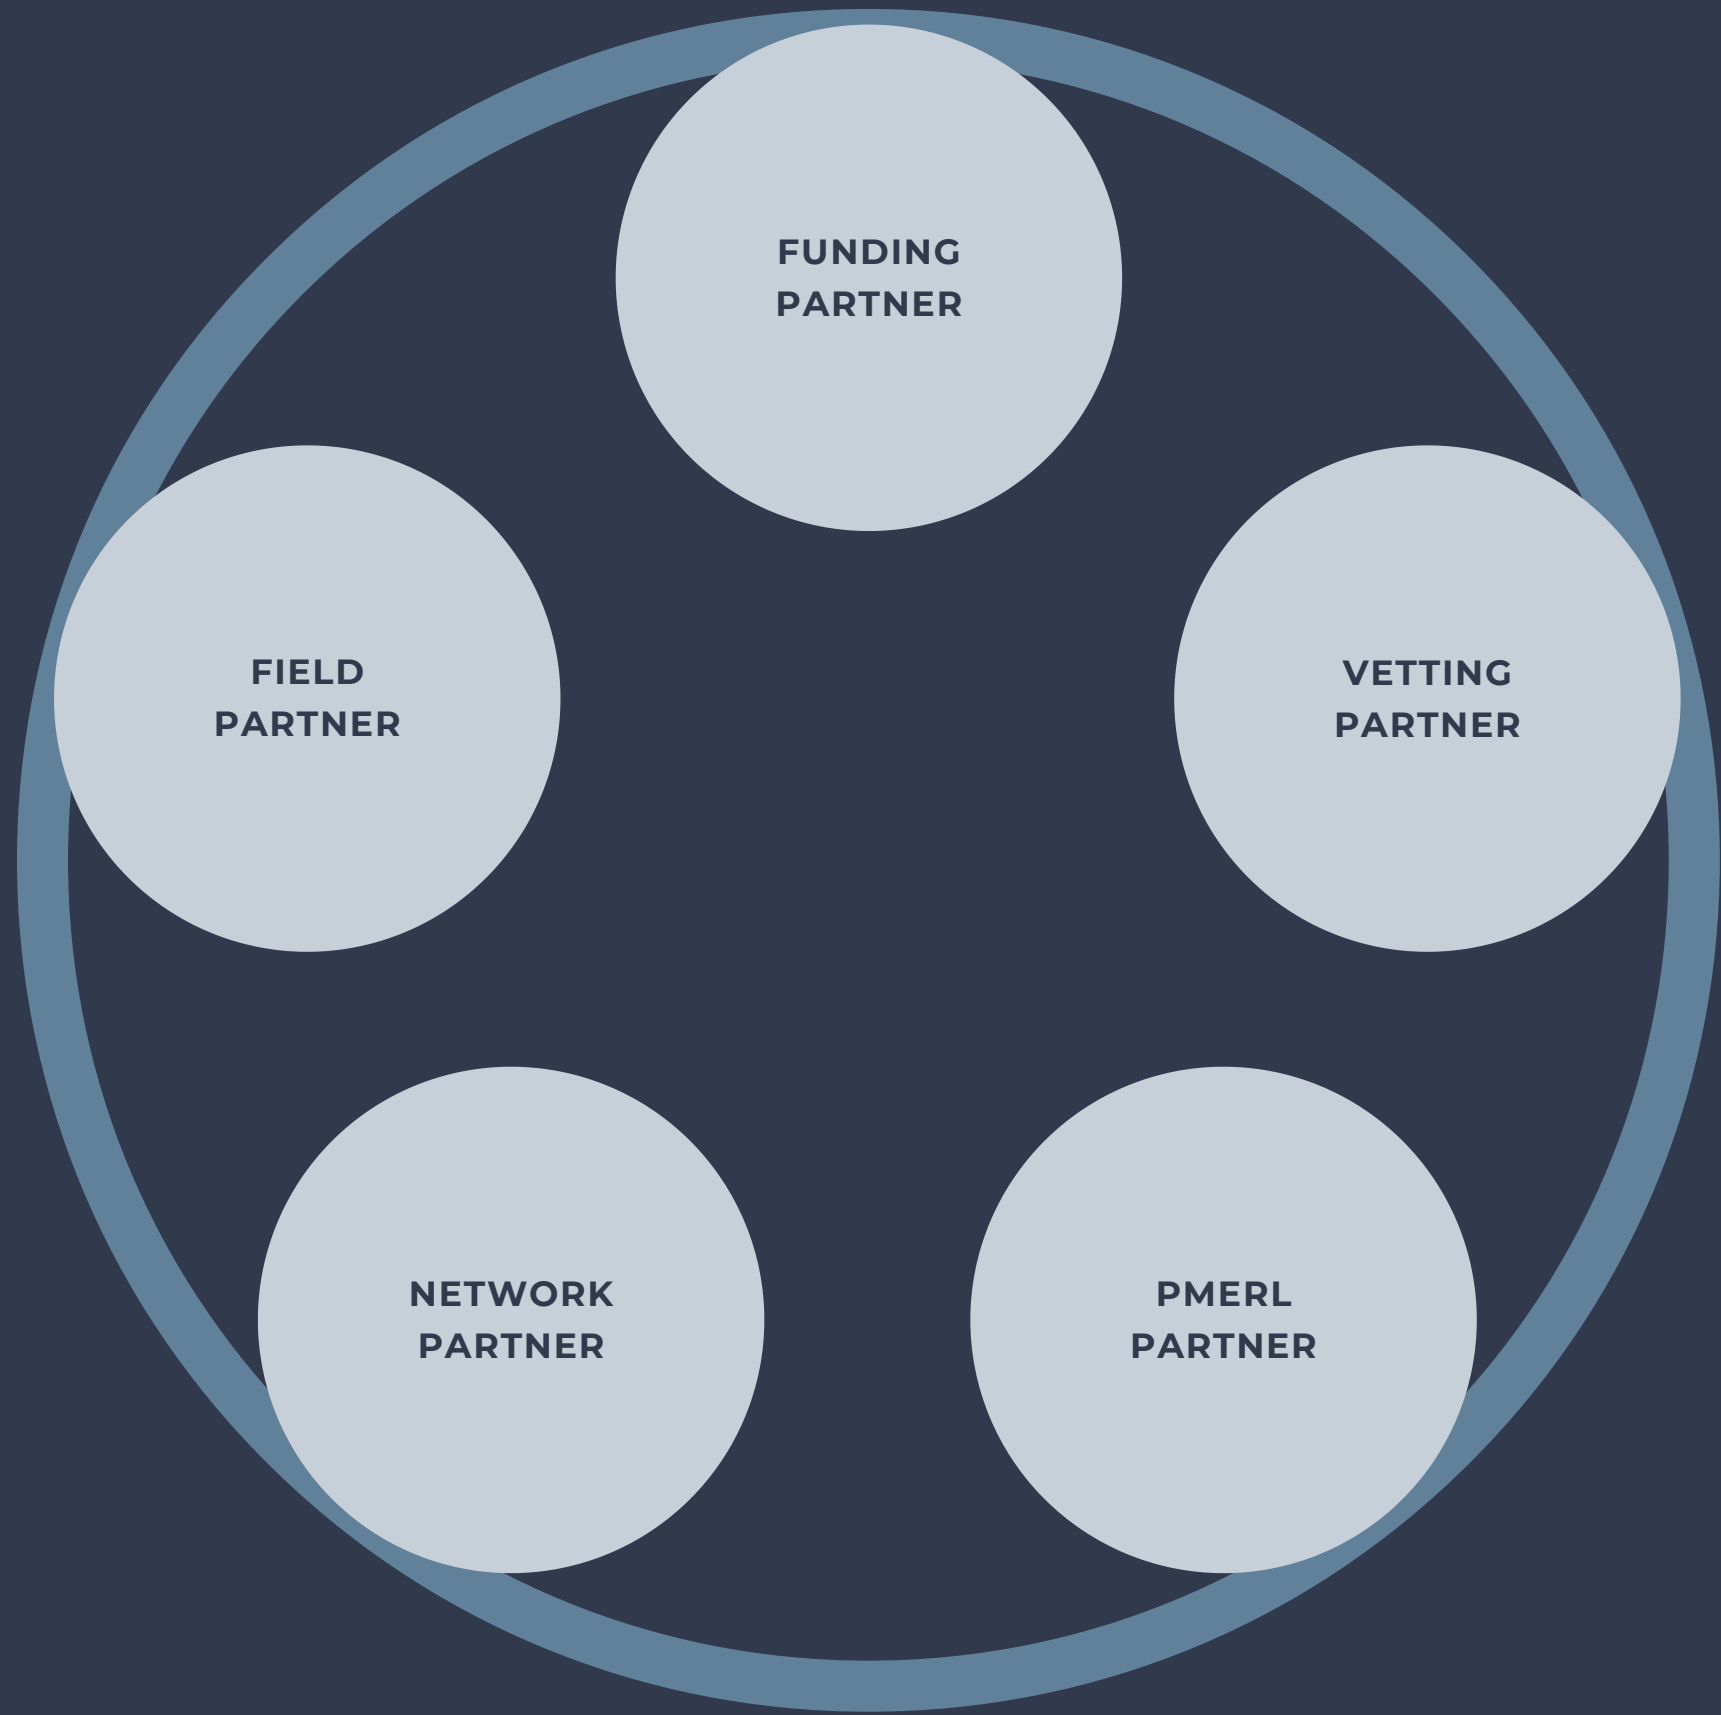 FUNDING
PARTNER
FIELD
PARTNER
VETTING
PARTNER
NETWORK
PARTNER
PMERL
PARTNER